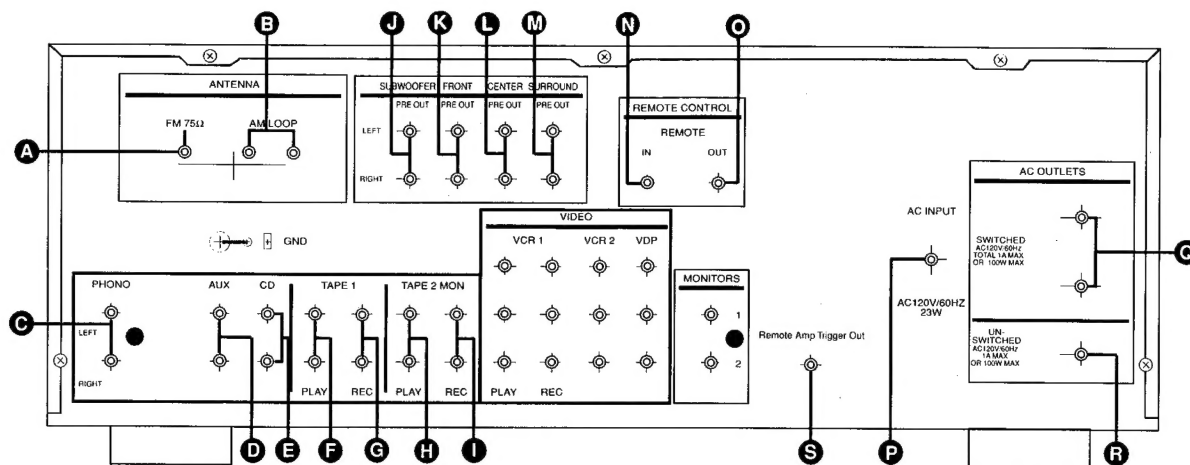 B
J
K
L
M
N
O
ANTENNA
SUBWOOFER FRONT CENTER SURROUND
PRE OUT PRE OUT PRE OUT PRE OUT
REMOTE CONTROL
FM 75Ω
AM LOOP
LEFT
REMOTE
A
IN
OUT
RIGHT
AC OUTLETS
VIDEO
AC INPUT
GND
VCR 1
VCR 2
VDP
SWITCHED
AC120V/60Hz
TOTAL 1A MAX
OR 100W MAX
Q
PHONO
AUX
CD
TAPE 1
TAPE 2 MON
MONITORS
AC120V/60HZ
23W
C
LEFT
1
Remote Amp Trigger Out
UN-
SWITCHED
AC120V/60Hz
1A MAX
OR 100W MAX
2
RIGHT
PLAY
REC
PLAY
REC
PLAY
REC
D
E
F
G
H
I
S
P
R